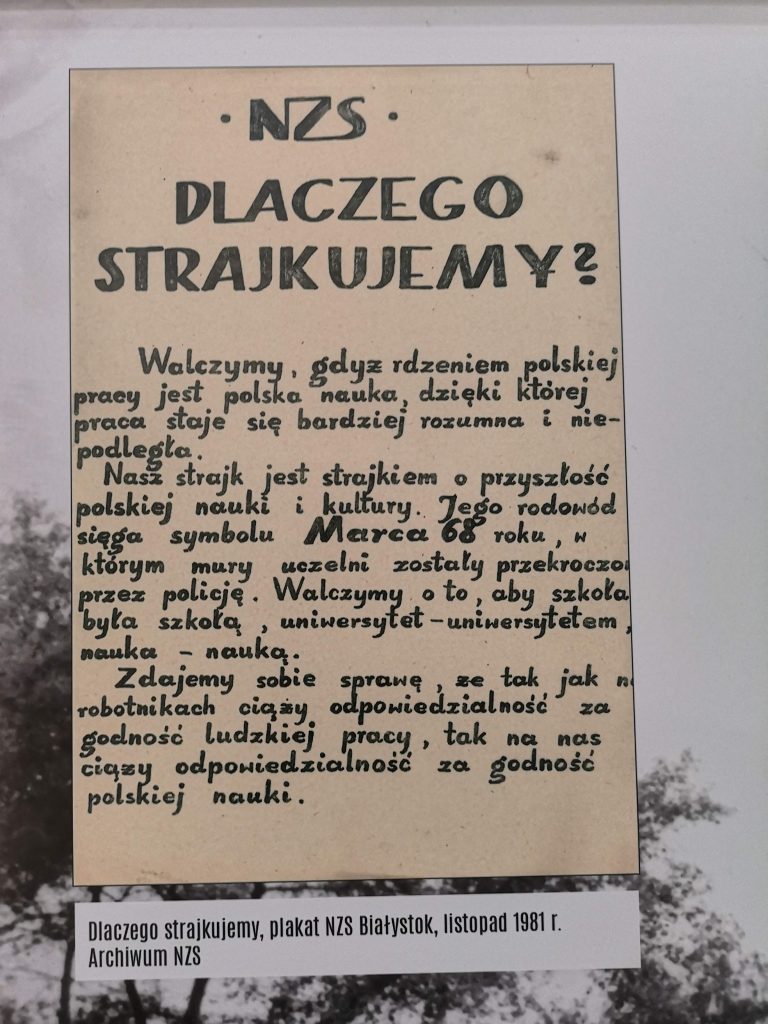 · NZS ·
DLACZEGO
STRAJKUJEMY?
Walczymy, gdyż rdzeniem polskiej
pracy jest polska nauka, dzięki której
praca staje się bardziej rozumna i nie-
podległa.
Nasz strajk jest strajkiem o przyszłość
polskiej nauki i kultury. Jego rodowód
sięga symbolu Marca 68 roku, w
którym mury uczelni zostały przekroczo
przez policję. Walczymy o to, aby szkoła
była szkołą, uniwersytet-uniwersytetem,
nauka - nauką.
Zdajemy sobie sprawę, że tak jak n
robotnikach ciąży odpowiedzialność za
godność ludzkiej pracy, tak na nas
ciąży odpowiedzialność za godność
polskiej nauki.
Dlaczego strajkujemy, plakat NZS Białystok, listopad 1981 r.
Archiwum NZS